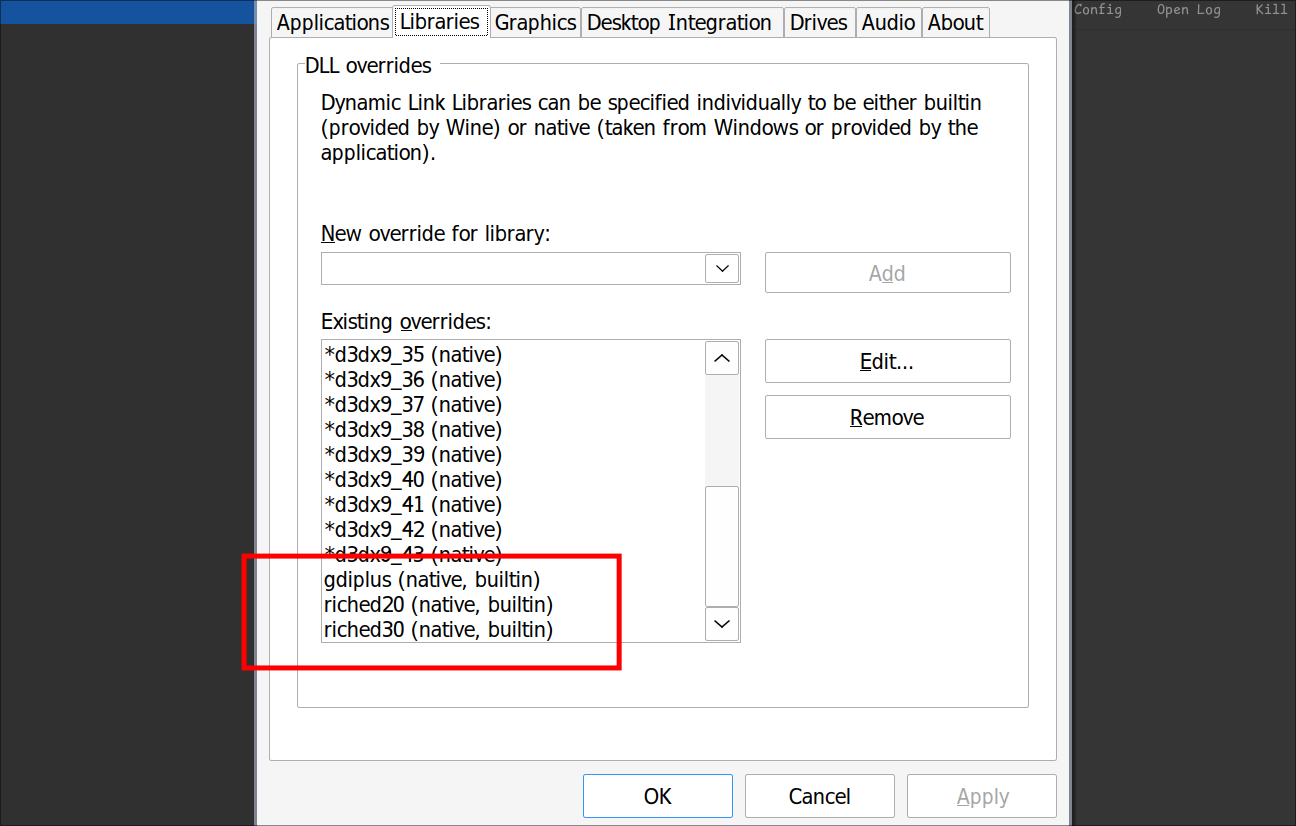 Config Open Log Kill
Applications Libraries Graphics Desktop Integration Drives Audio About
DLL overrides
Dynamic Link Libraries can be specified individually to be either builtin
(provided by Wine) or native (taken from Windows or provided by the
application).
New override for library:
Add
Existing overrides:
*d3dx9_35 (native)
*d3dx9_36 (native)
*d3dx9_37 (native)
*d3dx9_38 (native)
*d3dx9_39 (native)
*d3dx9_40 (native)
*d3dx9_41 (native)
*d3dx9_42 (native)
*d3dx9_43 (native)
gdiplus (native, builtin)
riched20 (native, builtin)
riched30 (native, builtin)
Edit...
Remove
OK Cancel Apply